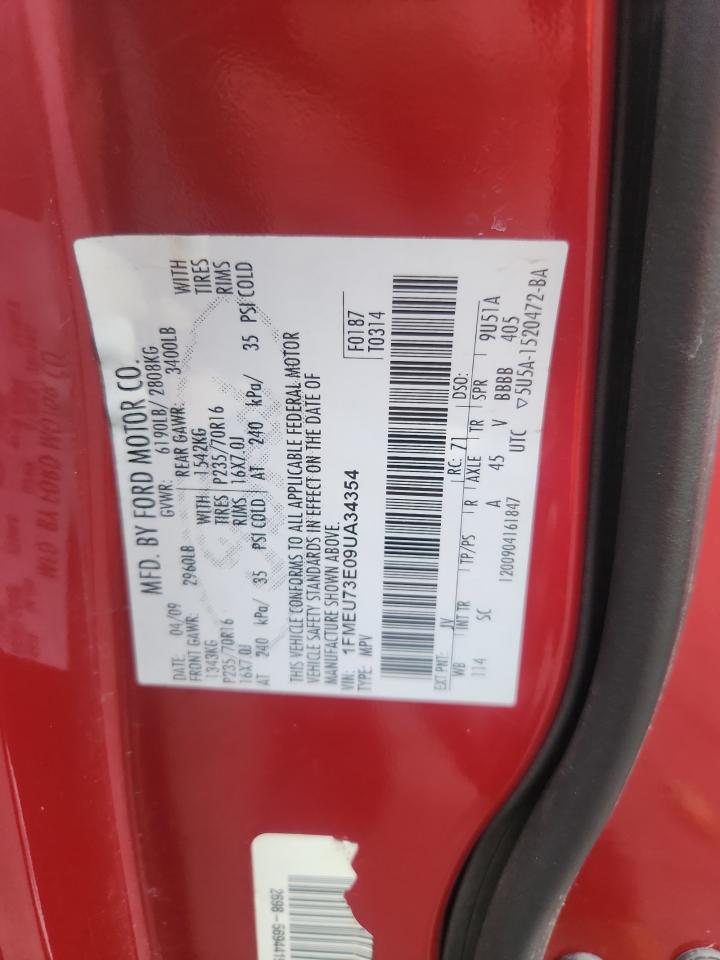 MFD. BY FORD MOTOR CO.
DATE: 04/09 GVWR: 6190LB/ 2808KG
FRONT GAWR: 2960LB REAR GAWR: 3400LB
1343KG WITH 1542KG WITH
P235/70R16 TIRES P235/70R16 TIRES
16X7.0J RIMS 16X7.0J RIMS
AT 240 kPa/ 35 PSI COLD AT 240 kPa/ 35 PSI COLD
THIS VEHICLE CONFORMS TO ALL APPLICABLE FEDERAL MOTOR
VEHICLE SAFETY STANDARDS IN EFFECT ON THE DATE OF
MANUFACTURE SHOWN ABOVE.
VIN: 1FMEU73E09UA34354 F0187
TYPE: MPV T0314
EXT PNT: JV RC: 71 DSO:
WB INT TR TP/PS R AXLE TR SPR 9U51A
114 SC A 45 V BBBB 405
1200904161847 UTC ▽5U5A-1520472-BA